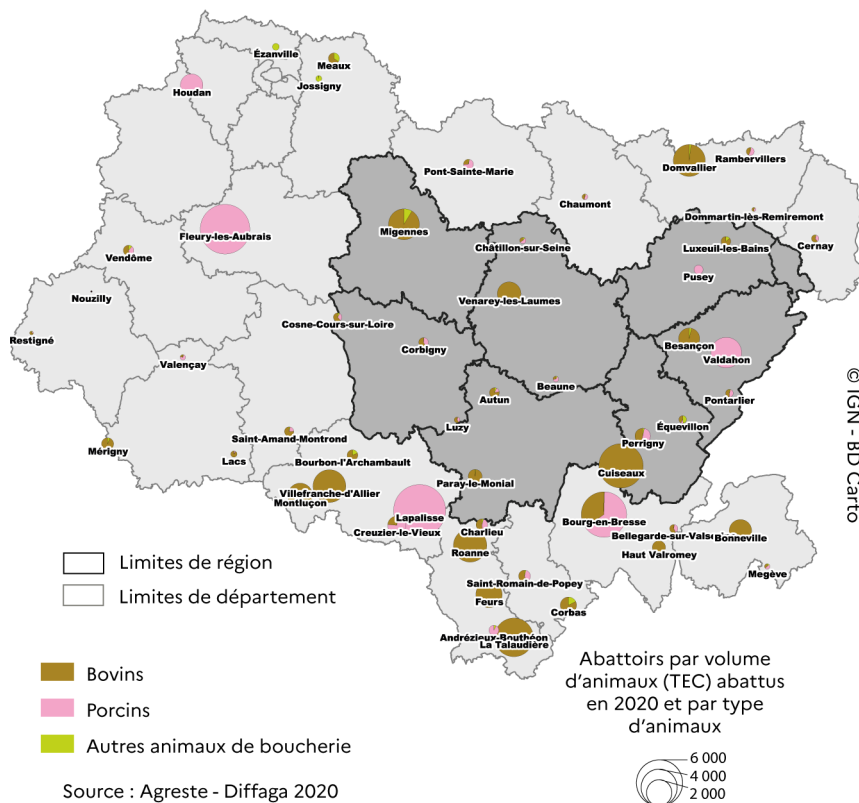 Ézanville
Meaux
Jossigny
Houdan
Pont-Sainte-Marie
Domvallier
Rambervillers
Chaumont
Fleury-les-Aubrais
Migennes
Dommartin-lès-Remiremont
Châtillon-sur-Seine
Luxeuil-les-Bains
Cernay
Vendôme
Pusey
Nouzilly
Venarey-les-Laumes
Cosne-Cours-sur-Loire
Restigné
Corbigny
Besançon
Valdahon
Valençay
Beaune
Autun
Pontarlier
Luzy
Équevillon
Saint-Amand-Montrond
Perrigny
Mérigny
Lacs
Bourbon-l'Archambault
Cuiseaux
Paray-le-Monial
Villefranche-d'Allier
Montluçon
Lapalisse
Bourg-en-Bresse
Creuzier-le-Vieux
Charlieu
Bellegarde-sur-Vals
Bonneville
Roanne
Haut Valromey
Megève
Saint-Romain-de-Popey
Feurs
Corbas
Andrézieux-Bouthéon
La Talaudière
© IGN - BD Carto
Limites de région
Limites de département
Bovins
Porcins
Autres animaux de boucherie
Source : Agreste - Diffaga 2020
Abattoirs par volume
d'animaux (TEC) abattus
en 2020 et par type
d'animaux
6 000
4 000
2 000